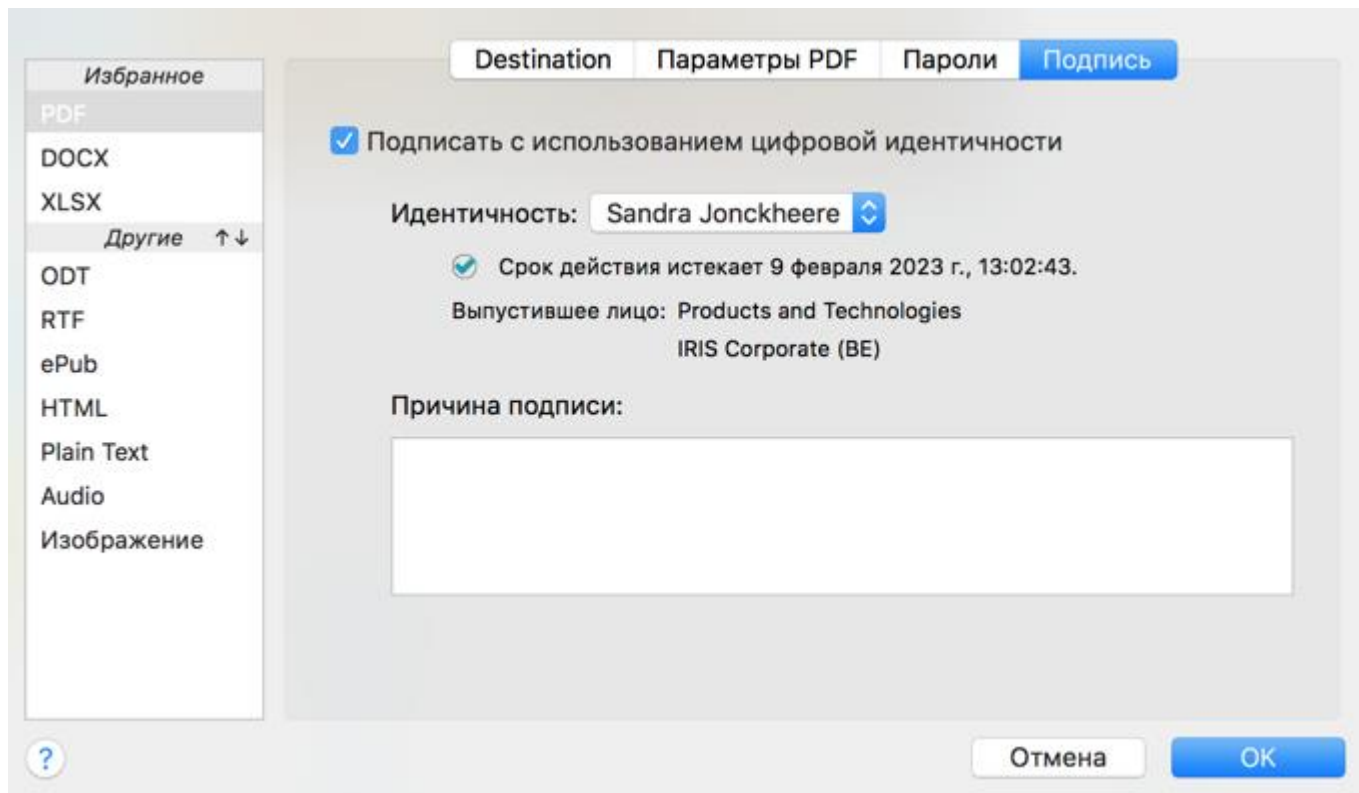 Destination
Параметры PDF
Пароли
Подпись
Избранное
PDF
DOCX
XLSX
Другие ↑↓
ODT
RTF
ePub
HTML
Plain Text
Audio
Изображение
Подписать с использованием цифровой идентичности
Идентичность: Sandra Jonckheere
Срок действия истекает 9 февраля 2023 г., 13:02:43.
Выпустившее лицо: Products and Technologies
IRIS Corporate (BE)
Причина подписи:
?
Отмена
OK